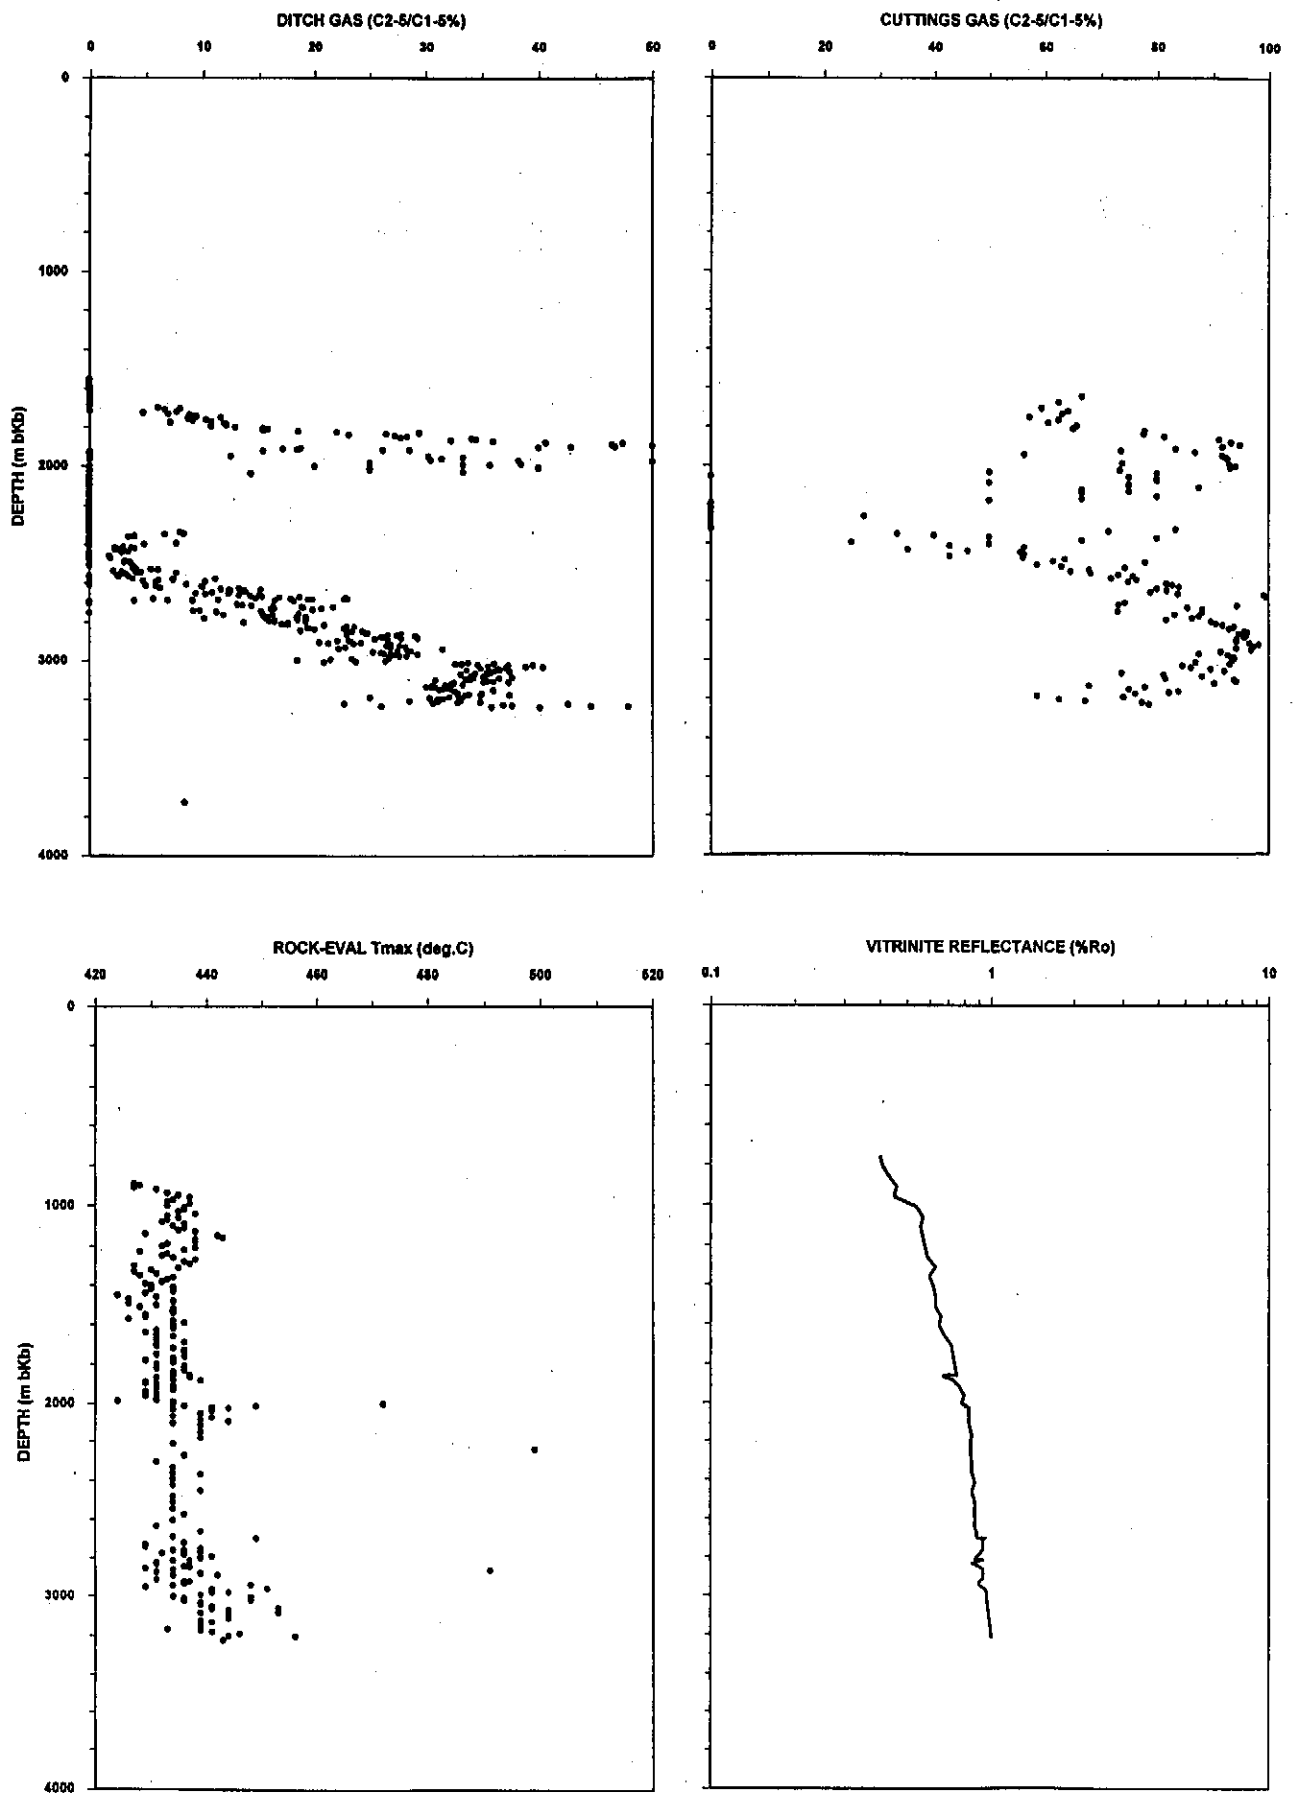 DITCH GAS (C2-5/C1-5%)
0 10 20 30 40 50
0
1000
2000
3000
4000
DEPTH (m bKb)
CUTTINGS GAS (C2-5/C1-5%)
0 20 40 60 80 100
ROCK-EVAL Tmax (deg.C)
420 440 460 480 500 520
0
1000
2000
3000
4000
DEPTH (m bKb)
VITRINITE REFLECTANCE (%Ro)
0.1 1 10